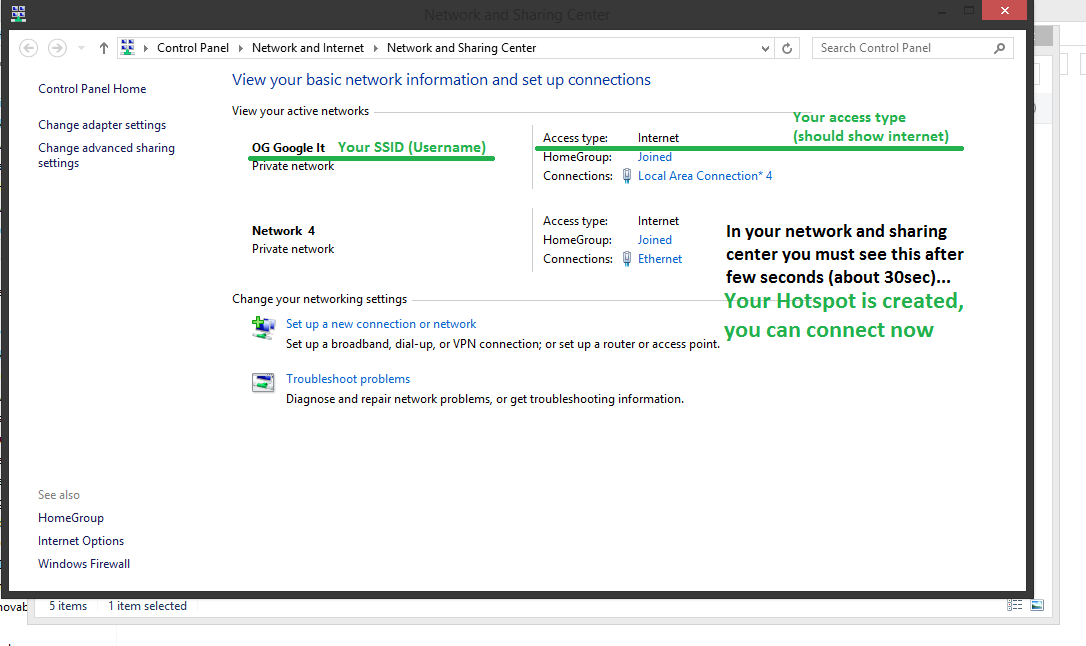 Network and Sharing Center
Control Panel Network and Internet Network and Sharing Center
Search Control Panel
Control Panel Home
Change adapter settings
Change advanced sharing
settings
View your basic network information and set up connections
View your active networks
OG Google It Your SSID (Username)
Private network
Access type: Internet
HomeGroup: Joined
Connections: Local Area Connection* 4
Your access type
(should show internet)
Network 4
Private network
Access type: Internet
HomeGroup: Joined
Connections: Ethernet
In your network and sharing
center you must see this after
few seconds (about 30sec)...
Your Hotspot is created,
you can connect now
Change your networking settings
Set up a new connection or network
Set up a broadband, dial-up, or VPN connection; or set up a router or access point.
Troubleshoot problems
Diagnose and repair network problems, or get troubleshooting information.
See also
HomeGroup
Internet Options
Windows Firewall
5 items 1 item selected